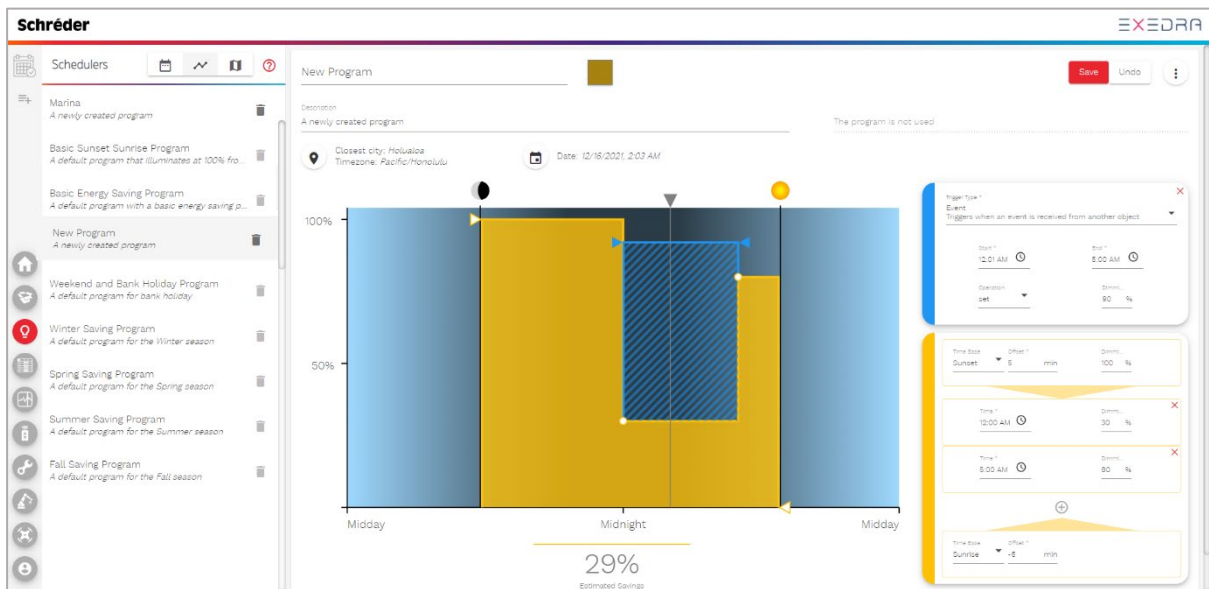 Schréder
EXEDRA
Schedulers
Marina
A newly created program
Basic Sunset Sunrise Program
A default program that illuminates at 100% fro...
Basic Energy Saving Program
A default program with a basic energy saving p...
New Program
A newly created program
Weekend and Bank Holiday Program
A default program for bank holiday
Winter Saving Program
A default program for the Winter season
Spring Saving Program
A default program for the Spring season
Summer Saving Program
A default program for the Summer season
Fall Saving Program
A default program for the Fall season
New Program
Save
Undo
Description
A newly created program
The program is not used
Closest city: Holualoa
Timezone: Pacific/Honolulu
Date: 12/16/2021, 2:03 AM
100%
50%
Midday
Midnight
Midday
29%
Estimated Savings
Trigger Type *
Event
Triggers when an event is received from another object
Start *
12:01 AM
End *
5:00 AM
Operation
set
Dimmi...
90 %
Time Base
Sunset
Offset *
5 min
Dimmi...
100 %
Time *
12:00 AM
Dimmi...
30 %
Time *
5:00 AM
Dimmi...
80 %
Time Base
Sunrise
Offset *
-5 min